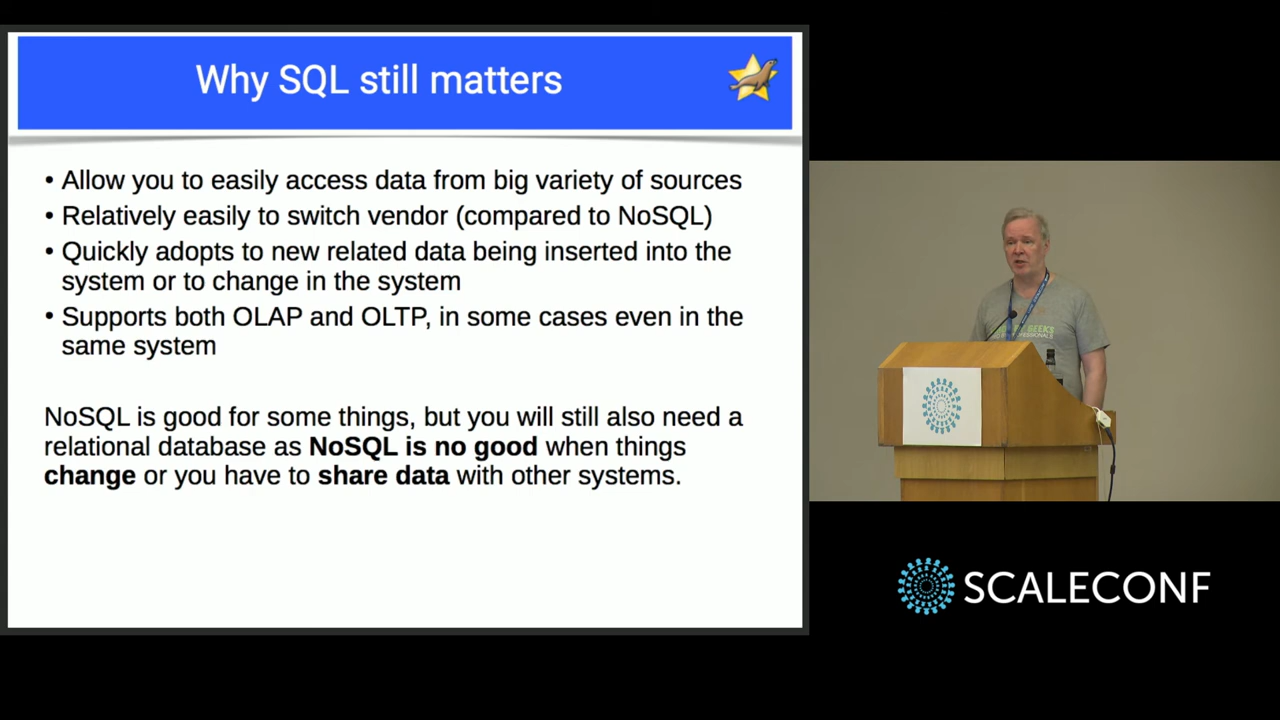 Why SQL still matters
• Allow you to easily access data from big variety of sources
• Relatively easily to switch vendor (compared to NoSQL)
• Quickly adopts to new related data being inserted into the
system or to change in the system
• Supports both OLAP and OLTP, in some cases even in the
same system
NoSQL is good for some things, but you will still also need a
relational database as NoSQL is no good when things
change or you have to share data with other systems.
GEEKS
SCALECONF